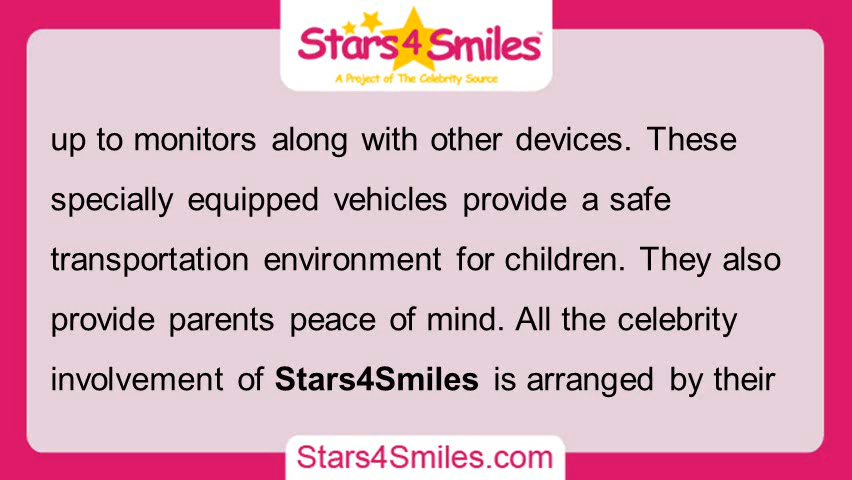 Stars4Smiles™
A Project of The Celebrity Source
up to monitors along with other devices. These
specially equipped vehicles provide a safe
transportation environment for children. They also
provide parents peace of mind. All the celebrity
involvement of Stars4Smiles is arranged by their
Stars4Smiles.com